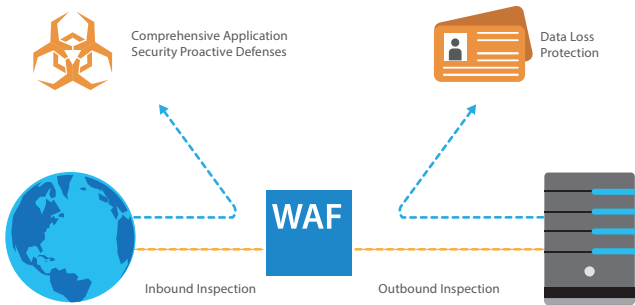 Comprehensive Application
Security Proactive Defenses
Data Loss
Protection
WAF
Inbound Inspection
Outbound Inspection